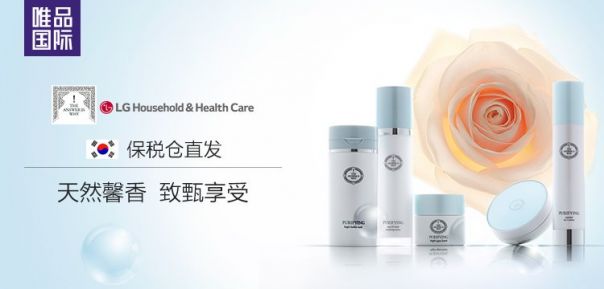 唯品
国际
!
THE
ANSWER IS
WHY
LG Household & Health Care
保税仓直发
天然馨香 致甄享受
PURIFYING
PURIFYING
PURIFYING
PURIFYING